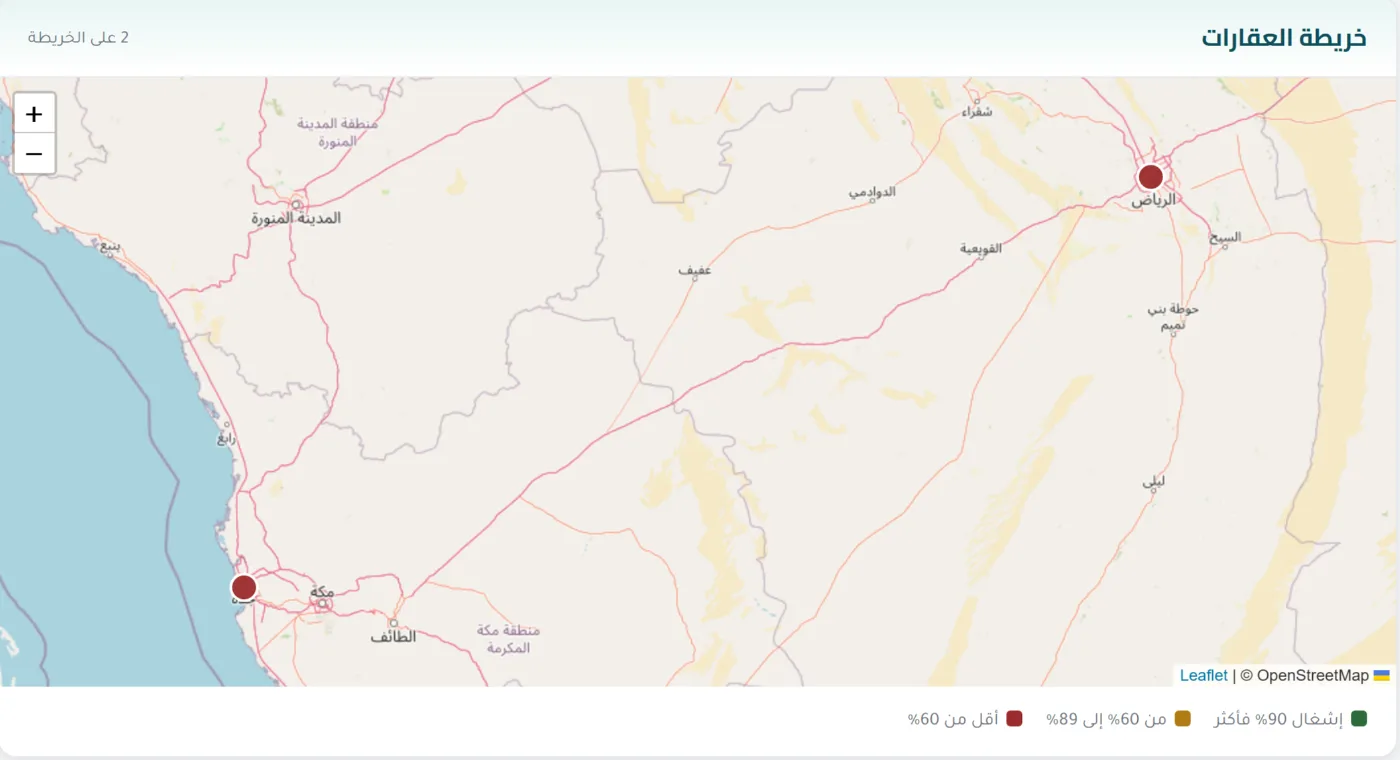 خريطة العقارات
2 على الخريطة
+
−
منطقة المدينة
المنورة
شقراء
الرياض
الدوادمي
المدينة المنورة
السيح
ينبع
القويعية
عفيف
حوطة بني
تميم
رابغ
ليلى
مكة
الطائف
منطقة مكة
المكرمة
Leaflet | © OpenStreetMap
إشغال 90% فأكثر
من 60% إلى 89%
أقل من 60%